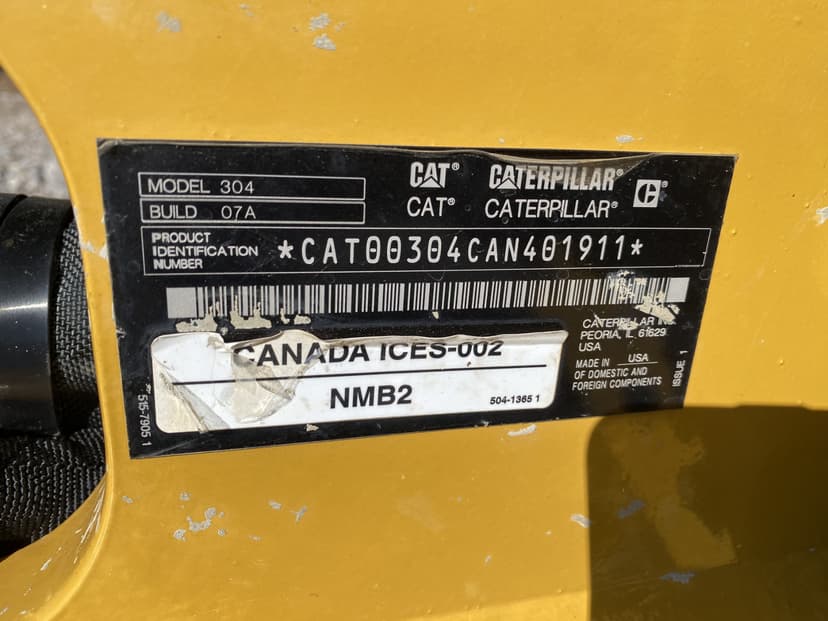 MODEL 304
BUILD 07A
CAT® CATERPILLAR® C
CAT® CATERPILLAR®
PRODUCT
IDENTIFICATION
NUMBER
*CAT00304CAN401911*
CATERPILLAR INC
PEORIA, IL 61629
USA
MADE IN USA
OF DOMESTIC AND
FOREIGN COMPONENTS
ISSUE 1
CANADA ICES-002
NMB2
504-1365 1
515-7905 1